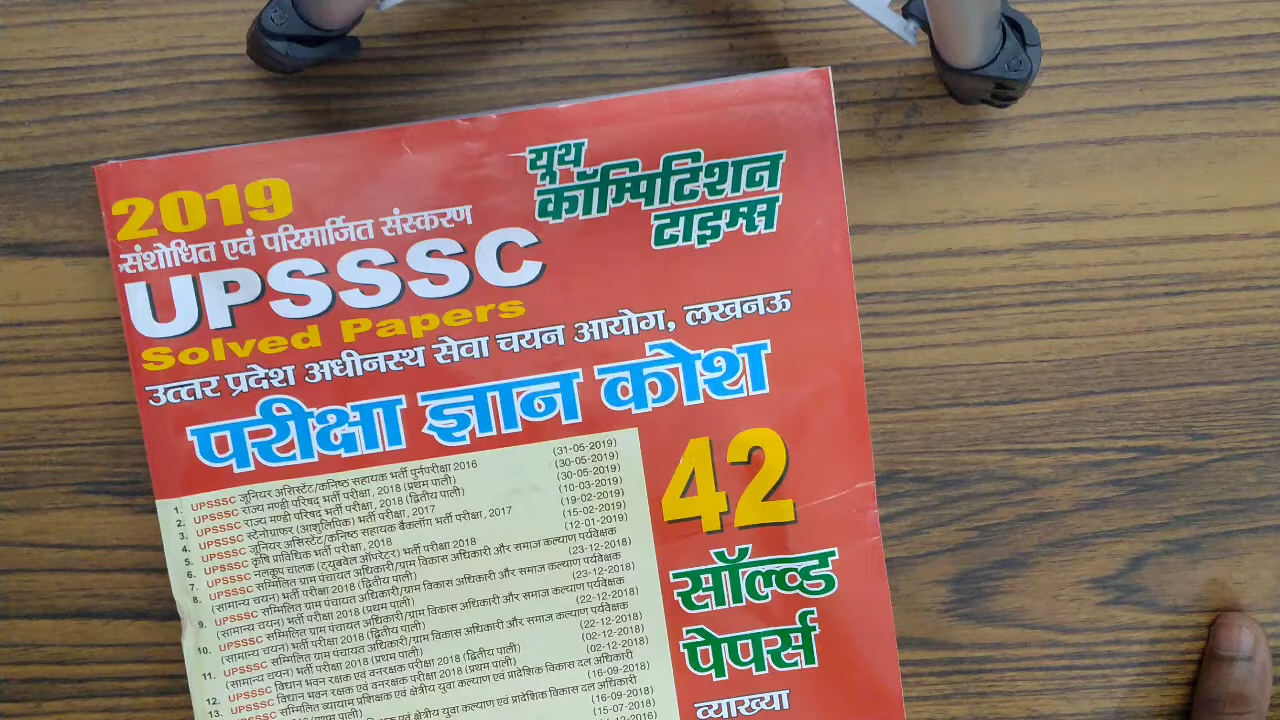 2019
संशोधित एवं परिमार्जित संस्करण
यूथ
कॉम्पिटिशन
टाइम्स
UPSSSC
Solved Papers
उत्तर प्रदेश अधीनस्थ सेवा चयन आयोग, लखनऊ
परीक्षा ज्ञान कोश
1. UPSSSC जूनियर असिस्टेंट/कनिष्ठ सहायक भर्ती पुर्नपरीक्षा 2016 (31-05-2019)
2. UPSSSC राज्य मण्डी परिषद भर्ती परीक्षा, 2018 (प्रथम पाली) (30-05-2019)
3. UPSSSC राज्य मण्डी परिषद् भर्ती परीक्षा, 2018 (द्वितीय पाली) (30-05-2019)
4. UPSSSC स्टेनोग्राफर (आशुलिपिक) भर्ती परीक्षा, 2017 (10-03-2019)
5. UPSSSC जूनियर असिस्टेंट/कनिष्ठ सहायक बैकलॉग भर्ती परीक्षा, 2017 (19-02-2019)
6. UPSSSC कृषि प्राविधिक भर्ती परीक्षा, 2018 (15-02-2019)
7. UPSSSC नलकूप चालक (ट्यूबवेल ऑपरेटर) भर्ती परीक्षा 2018 (12-01-2019)
8. UPSSSC सम्मिलित ग्राम पंचायत अधिकारी/ग्राम विकास अधिकारी और समाज कल्याण पर्यवेक्षक
(सामान्य चयन) भर्ती परीक्षा 2018 (द्वितीय पाली) (23-12-2018)
9. UPSSSC सम्मिलित ग्राम पंचायत अधिकारी/ग्राम विकास अधिकारी और समाज कल्याण पर्यवेक्षक
(सामान्य चयन) भर्ती परीक्षा 2018 (प्रथम पाली) (23-12-2018)
10. UPSSSC सम्मिलित ग्राम पंचायत अधिकारी/ग्राम विकास अधिकारी और समाज कल्याण पर्यवेक्षक
(सामान्य चयन) भर्ती परीक्षा 2018 (द्वितीय पाली) (22-12-2018)
11. UPSSSC सम्मिलित ग्राम पंचायत अधिकारी/ग्राम विकास अधिकारी और समाज कल्याण पर्यवेक्षक
(सामान्य चयन) भर्ती परीक्षा 2018 (प्रथम पाली) (22-12-2018)
12. UPSSSC विधान भवन रक्षक एवं वनरक्षक परीक्षा 2018 (द्वितीय पाली) (02-12-2018)
13. UPSSSC विधान भवन रक्षक एवं वनरक्षक परीक्षा 2018 (प्रथम पाली) (02-12-2018)
UPSSSC सम्मिलित व्यायाम प्रशिक्षक एवं क्षेत्रीय युवा कल्याण एवं प्रादेशिक विकास दल अधिकारी
(16-09-2018)
एवं क्षेत्रीय युवा कल्याण एवं प्रादेशिक विकास दल अधिकारी
(16-09-2018)
(15-07-2018)
42
सॉल्व्ड
पेपर्स
व्याख्या